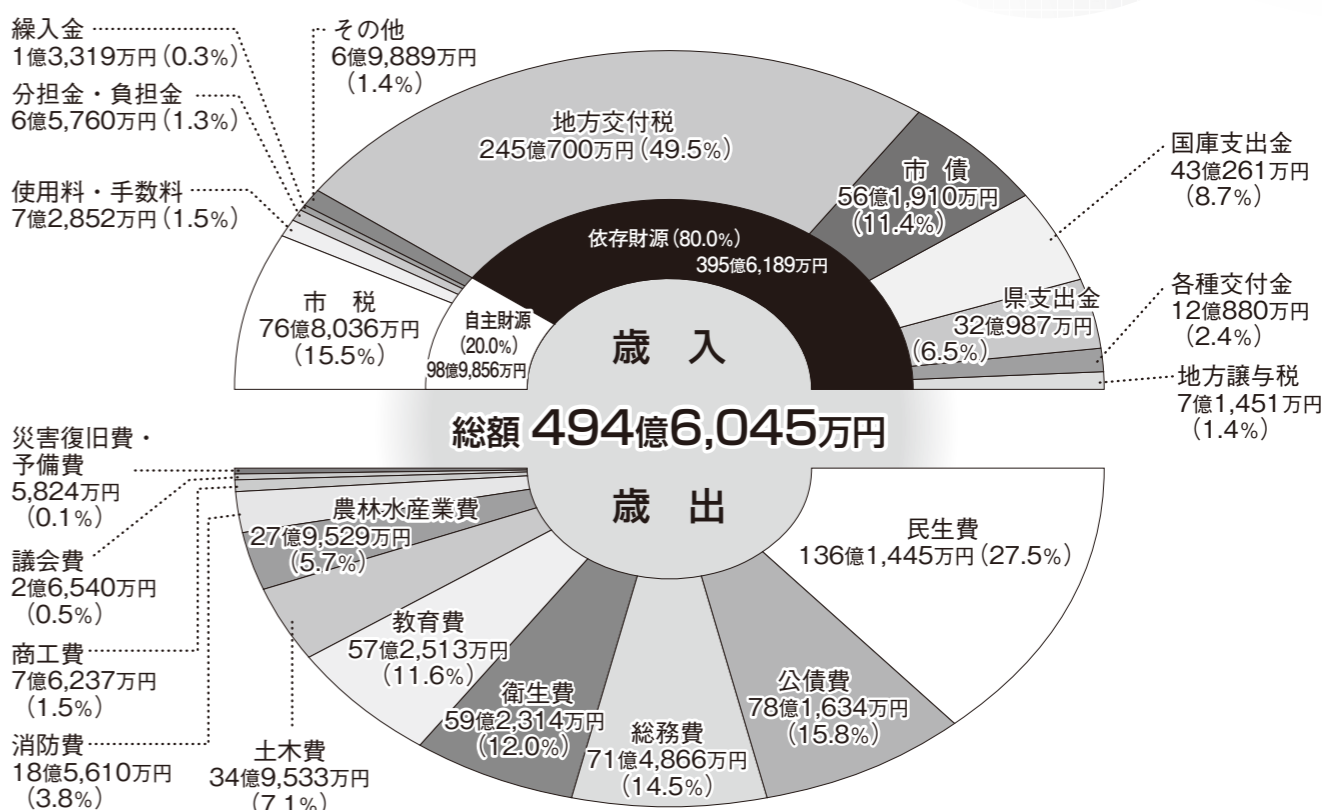 繰入金
1億3,319万円(0.3%)
分担金・負担金
6億5,760万円(1.3%)
使用料・手数料
7億2,852万円(1.5%)
その他
6億9,889万円
(1.4%)
地方交付税
245億700万円(49.5%)
市 債
56億1,910万円
(11.4%)
国庫支出金
43億261万円
(8.7%)
県支出金
32億987万円
(6.5%)
各種交付金
12億880万円
(2.4%)
地方譲与税
7億1,451万円
(1.4%)
市 税
76億8,036万円
(15.5%)
依存財源(80.0%)
395億6,189万円
自主財源
(20.0%)
98億9,856万円
歳 入
総額 494億6,045万円
歳 出
災害復旧費・
予備費
5,824万円
(0.1%)
議会費
2億6,540万円
(0.5%)
商工費
7億6,237万円
(1.5%)
消防費
18億5,610万円
(3.8%)
土木費
34億9,533万円
(7.1%)
農林水産業費
27億9,529万円
(5.7%)
教育費
57億2,513万円
(11.6%)
衛生費
59億2,314万円
(12.0%)
総務費
71億4,866万円
(14.5%)
公債費
78億1,634万円
(15.8%)
民生費
136億1,445万円(27.5%)